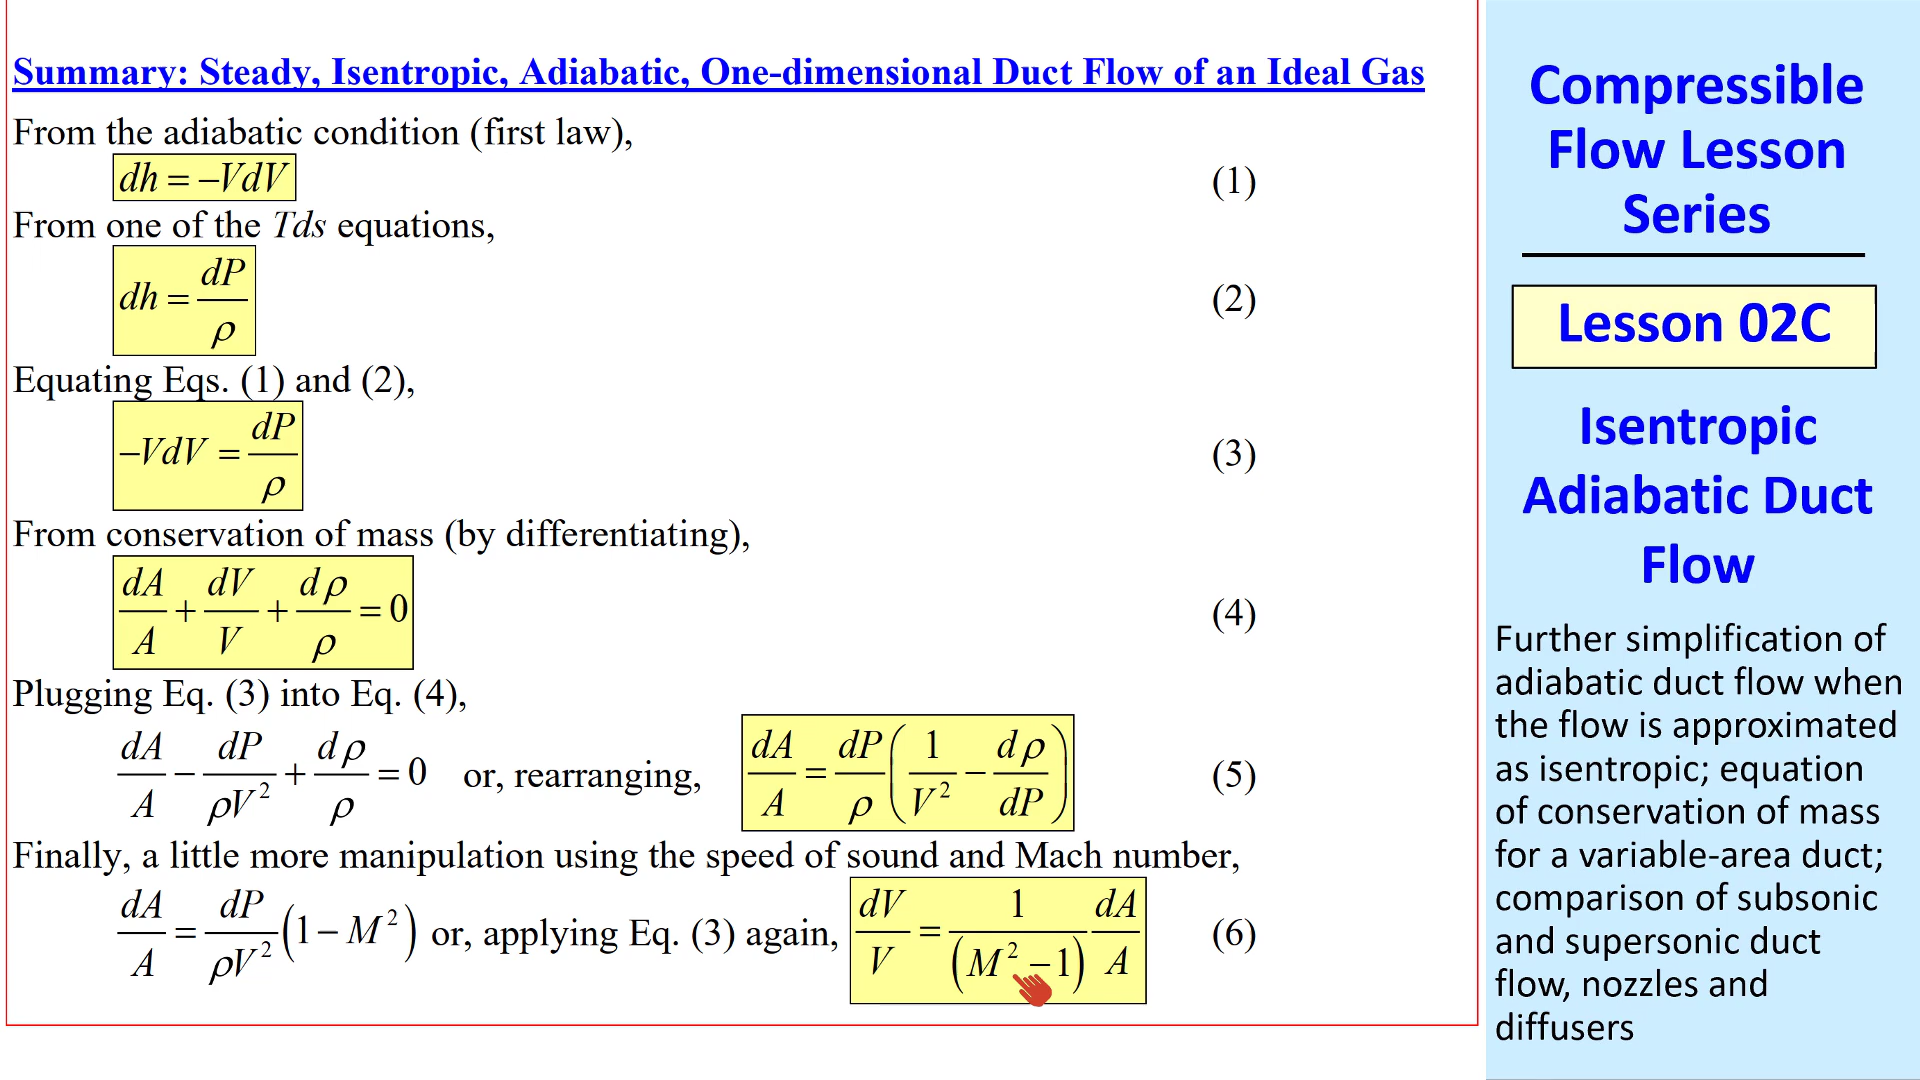 Summary: Steady, Isentropic, Adiabatic, One-dimensional Duct Flow of an Ideal Gas
From the adiabatic condition (first law),
dh = −VdV (1)
From one of the Tds equations,
dh = dP/ρ (2)
Equating Eqs. (1) and (2),
−VdV = dP/ρ (3)
From conservation of mass (by differentiating),
dA/A + dV/V + dρ/ρ = 0 (4)
Plugging Eq. (3) into Eq. (4),
dA/A − dP/ρV² + dρ/ρ = 0 or, rearranging, dA/A = dP/ρ (1/V² − dρ/dP) (5)
Finally, a little more manipulation using the speed of sound and Mach number,
dA/A = dP/ρV² (1 − M²) or, applying Eq. (3) again, dV/V = 1/(M² − 1) dA/A (6)
Compressible
Flow Lesson
Series
Lesson 02C
Isentropic
Adiabatic Duct
Flow
Further simplification of
adiabatic duct flow when
the flow is approximated
as isentropic; equation
of conservation of mass
for a variable-area duct;
comparison of subsonic
and supersonic duct
flow, nozzles and
diffusers